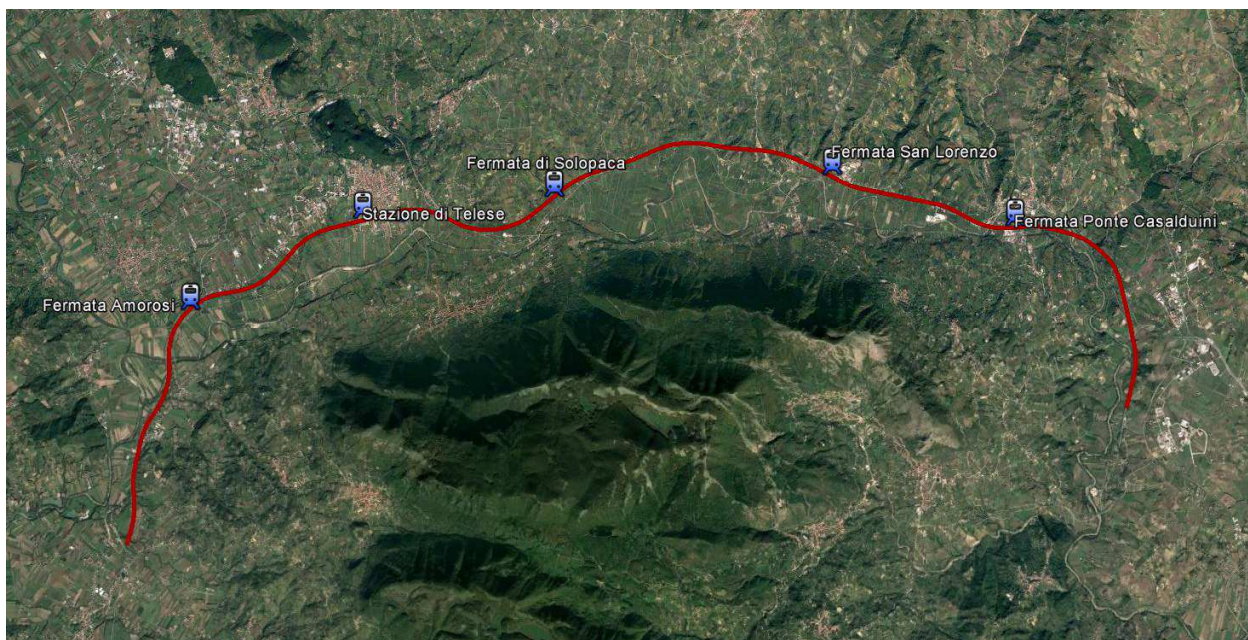 Fermata San Lorenzo
Fermata di Solopaca
Stazione di Telese
Fermata Ponte Casalduini
Fermata Amorosi